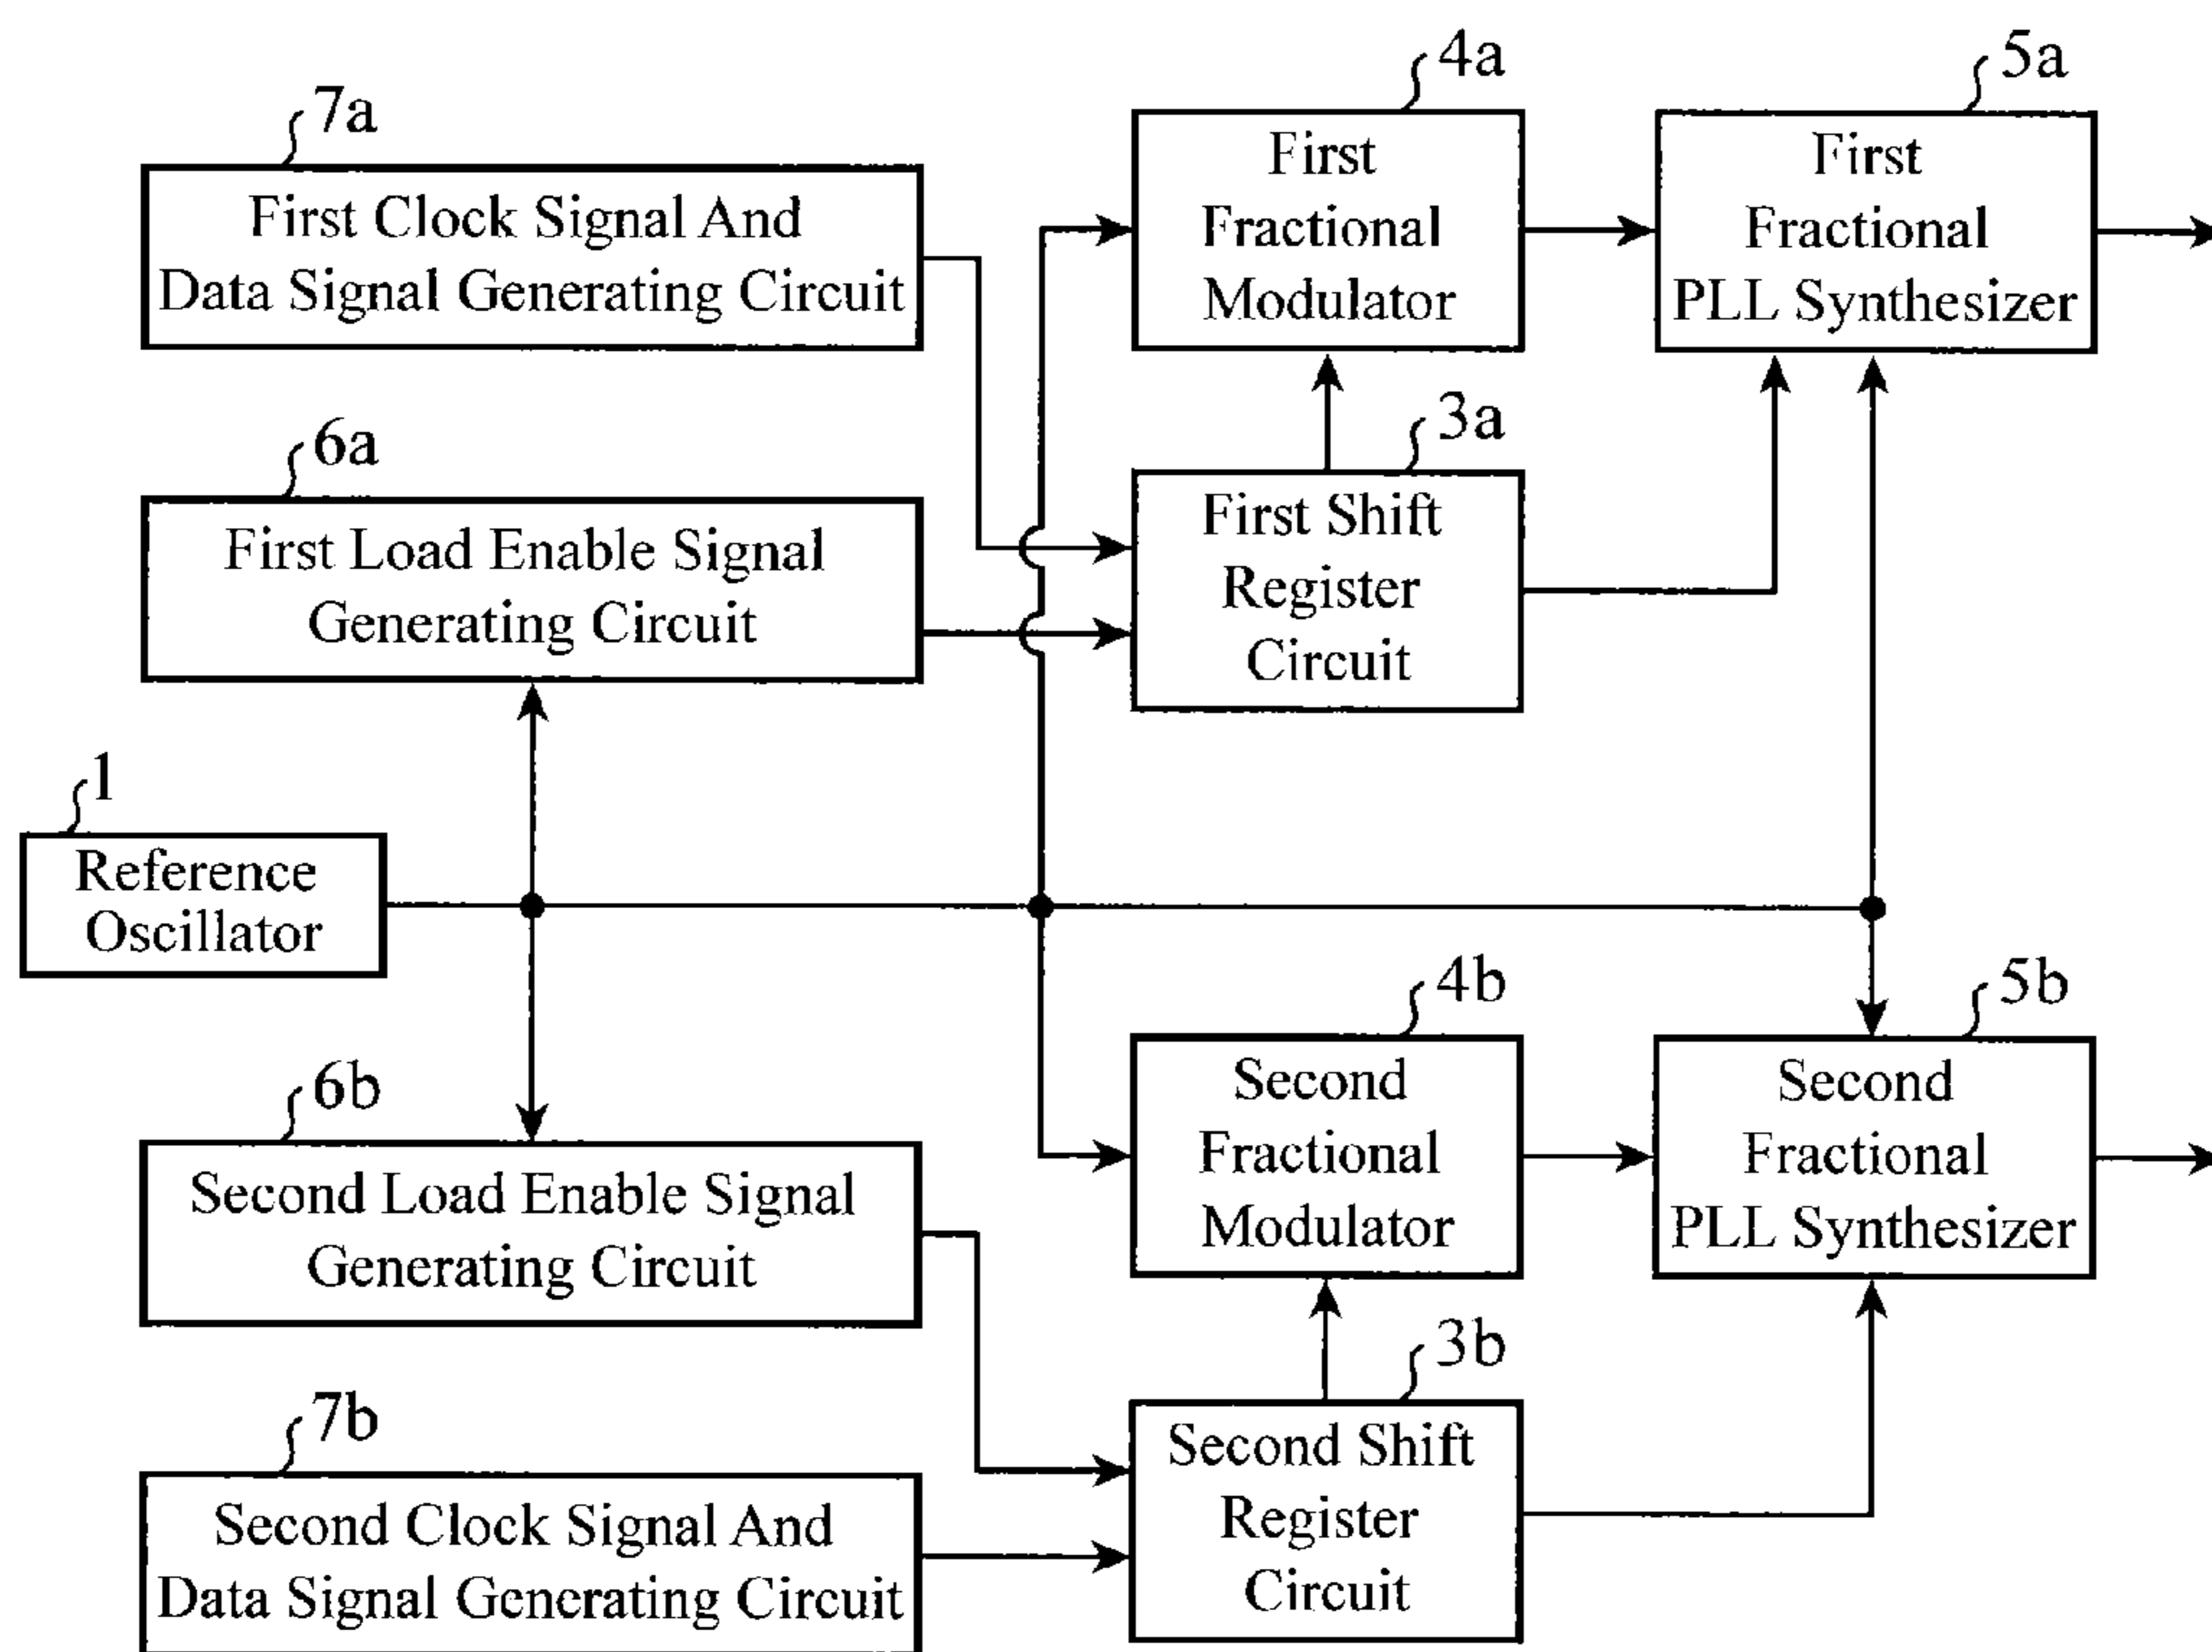 4a
5a
7a
First
Fractional
Modulator
First
Fractional
PLL Synthesizer
First Clock Signal And
Data Signal Generating Circuit
6a
3a
First Load Enable Signal
Generating Circuit
First Shift
Register
Circuit
1
Reference
Oscillator
4b
5b
6b
Second
Fractional
Modulator
Second
Fractional
PLL Synthesizer
Second Load Enable Signal
Generating Circuit
3b
7b
Second Shift
Register
Circuit
Second Clock Signal And
Data Signal Generating Circuit